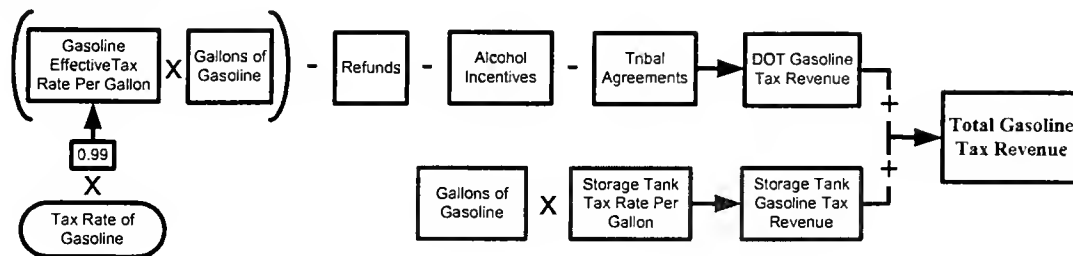 Gasoline
EffectiveTax
Rate Per Gallon
X
Gallons of
Gasoline
-
Refunds
-
Alcohol
Incentives
-
Tribal
Agreements
DOT Gasoline
Tax Revenue
+
0.99
X
Tax Rate of
Gasoline
Gallons of
Gasoline
X
Storage Tank
Tax Rate Per
Gallon
Storage Tank
Gasoline Tax
Revenue
+
Total Gasoline
Tax Revenue